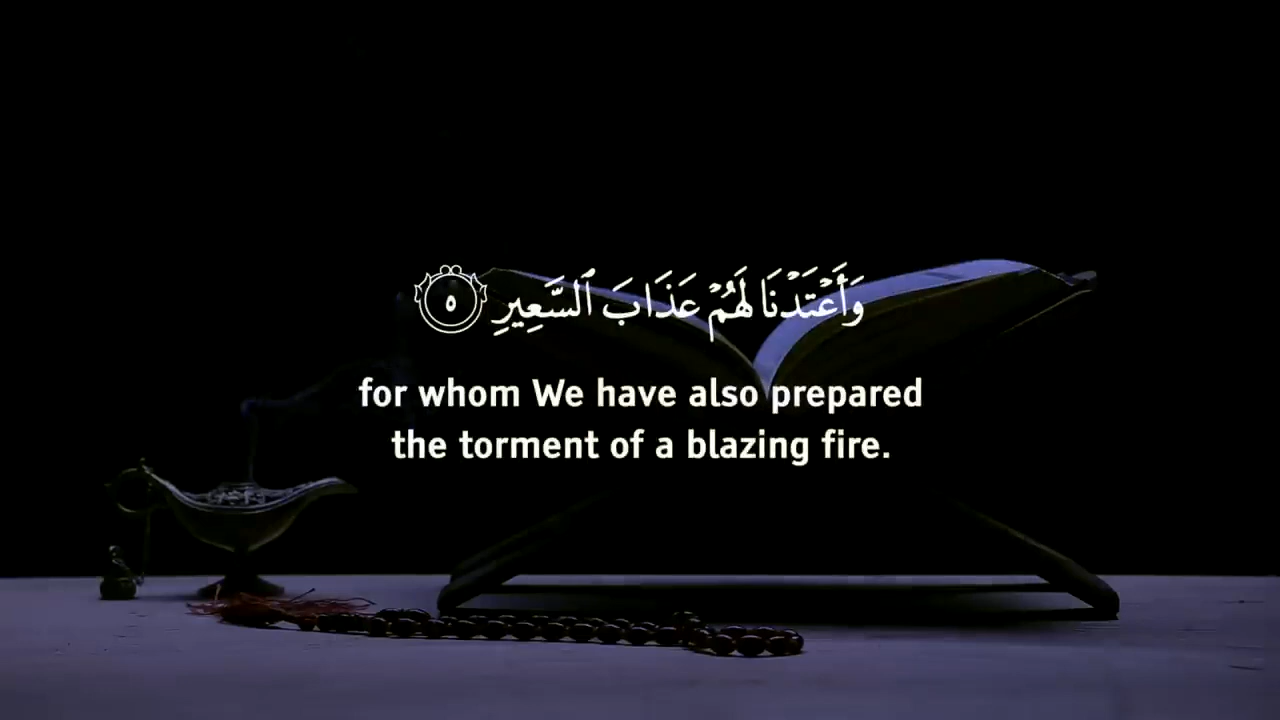 وَأَعۡتَدۡنَا لَهُمۡ عَذَابَ ٱلسَّعِيرِ ٥
for whom We have also prepared
the torment of a blazing fire.